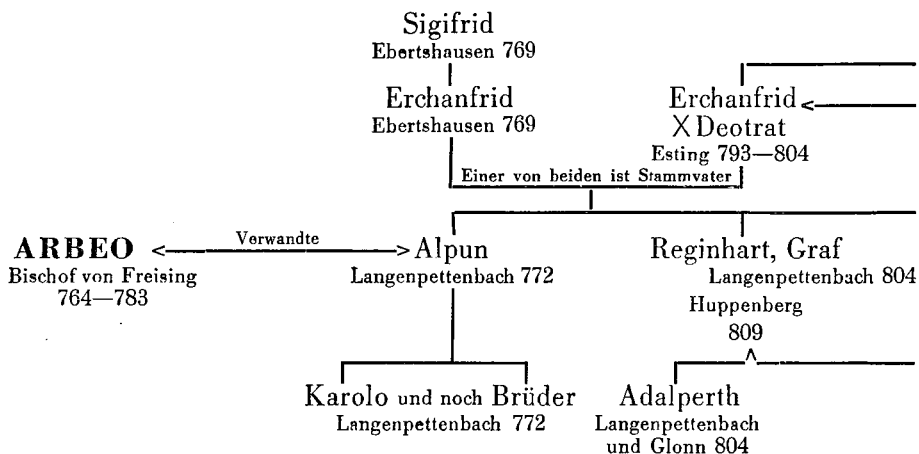 Sigifrid
Ebertshausen 769
Erchanfrid
Ebertshausen 769
Erchanfrid
X Deotrat
Esting 793—804
Einer von beiden ist Stammvater
ARBEO
Bischof von Freising
764—783
Verwandte
Alpun
Langenpettenbach 772
Reginhart, Graf
Langenpettenbach 804
Huppenberg
809
Karolo und noch Brüder
Langenpettenbach 772
Adalperth
Langenpettenbach
und Glonn 804